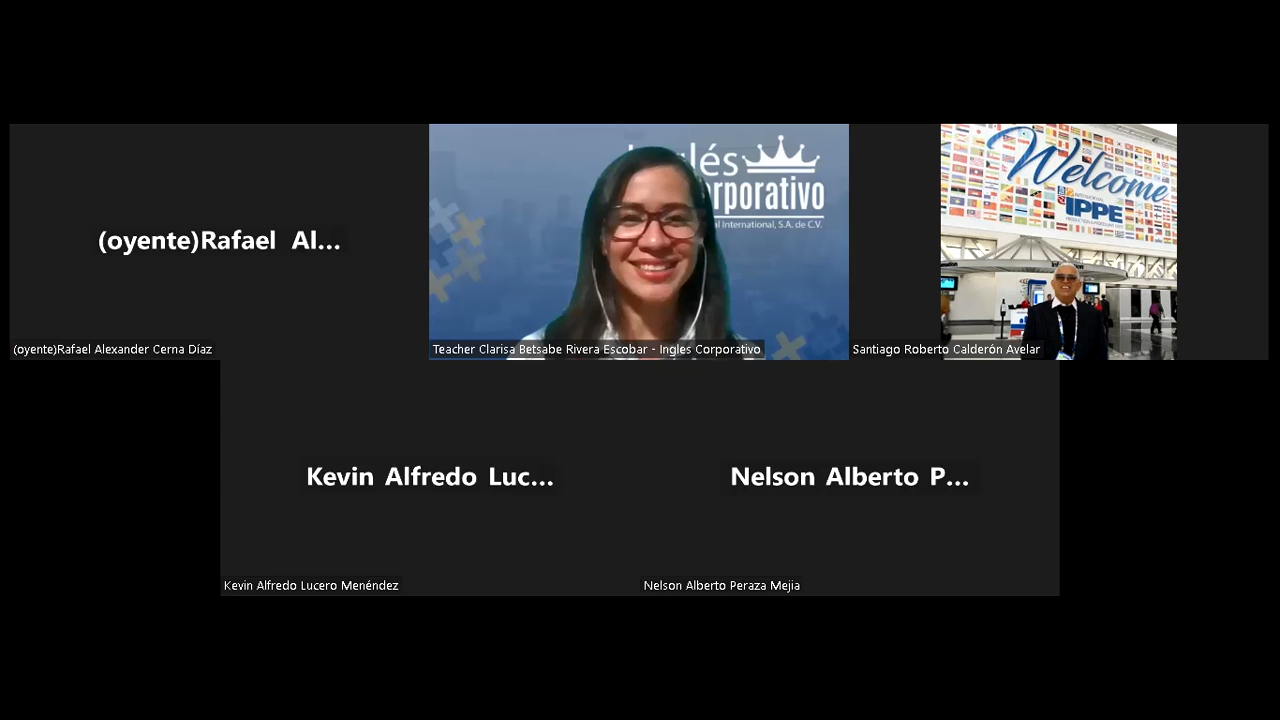 (oyente)Rafael Al...
(oyente)Rafael Alexander Cerna Díaz
Inglés
rporativo
al International, S.A. de C.V.
Teacher Clarisa Betsabe Rivera Escobar - Ingles Corporativo
Welcome
IPPE
Santiago Roberto Calderón Avelar
Kevin Alfredo Luc...
Kevin Alfredo Lucero Menéndez
Nelson Alberto P...
Nelson Alberto Peraza Mejia